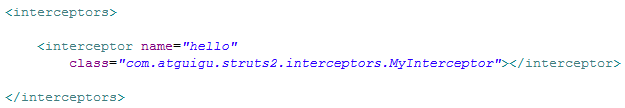 <interceptors>
<interceptor name="hello"
class="com.atguigu.struts2.interceptors.MyInterceptor"></interceptor>
</interceptors>